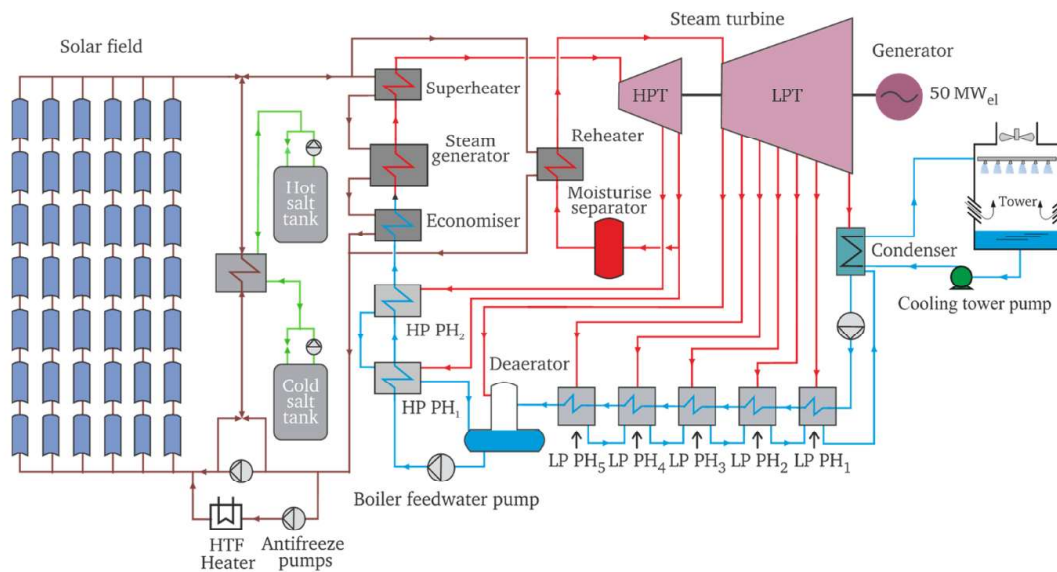 Solar field
Steam turbine
Generator
50 MWel
HPT
LPT
Superheater
Steam
generator
Reheater
Hot
salt
tank
Economiser
Moisturise
separator
Tower
Condenser
Cooling tower pump
HP PH2
Deaerator
Cold
salt
tank
HP PH1
LP PH5
LP PH4
LP PH3
LP PH2
LP PH1
Boiler feedwater pump
HTF
Heater
Antifreeze
pumps